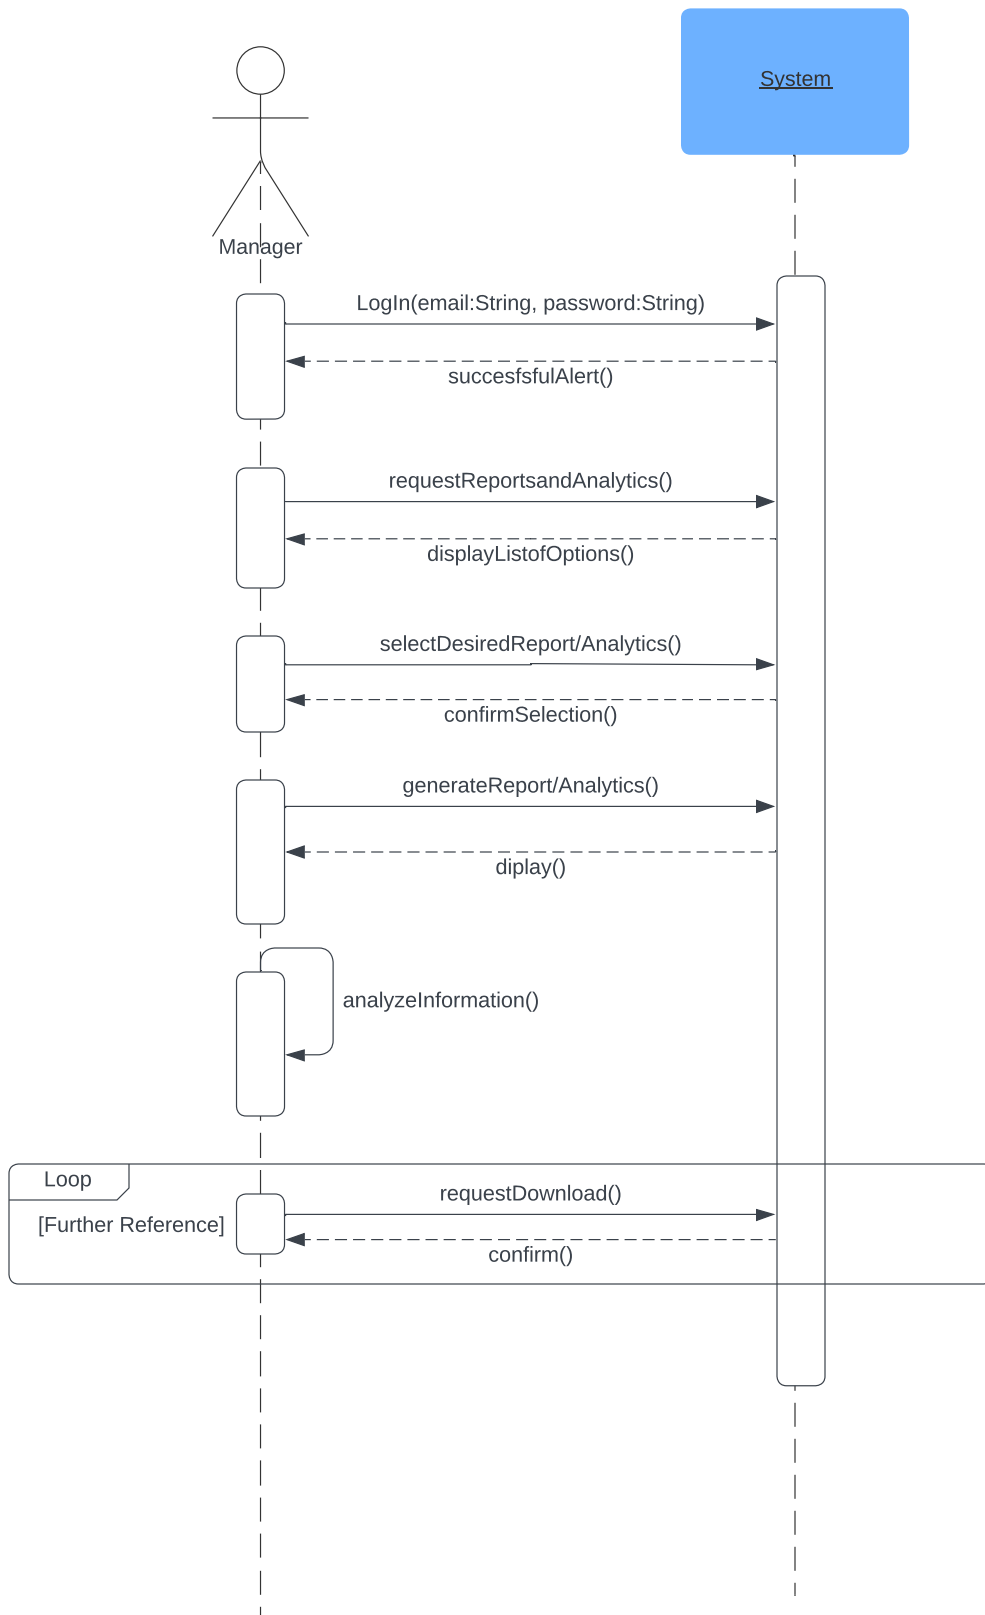 System
Manager
LogIn(email:String, password:String)
succesfsfulAlert()
requestReportsandAnalytics()
displayListofOptions()
selectDesiredReport/Analytics()
confirmSelection()
generateReport/Analytics()
diplay()
analyzeInformation()
Loop
requestDownload()
[Further Reference]
confirm()